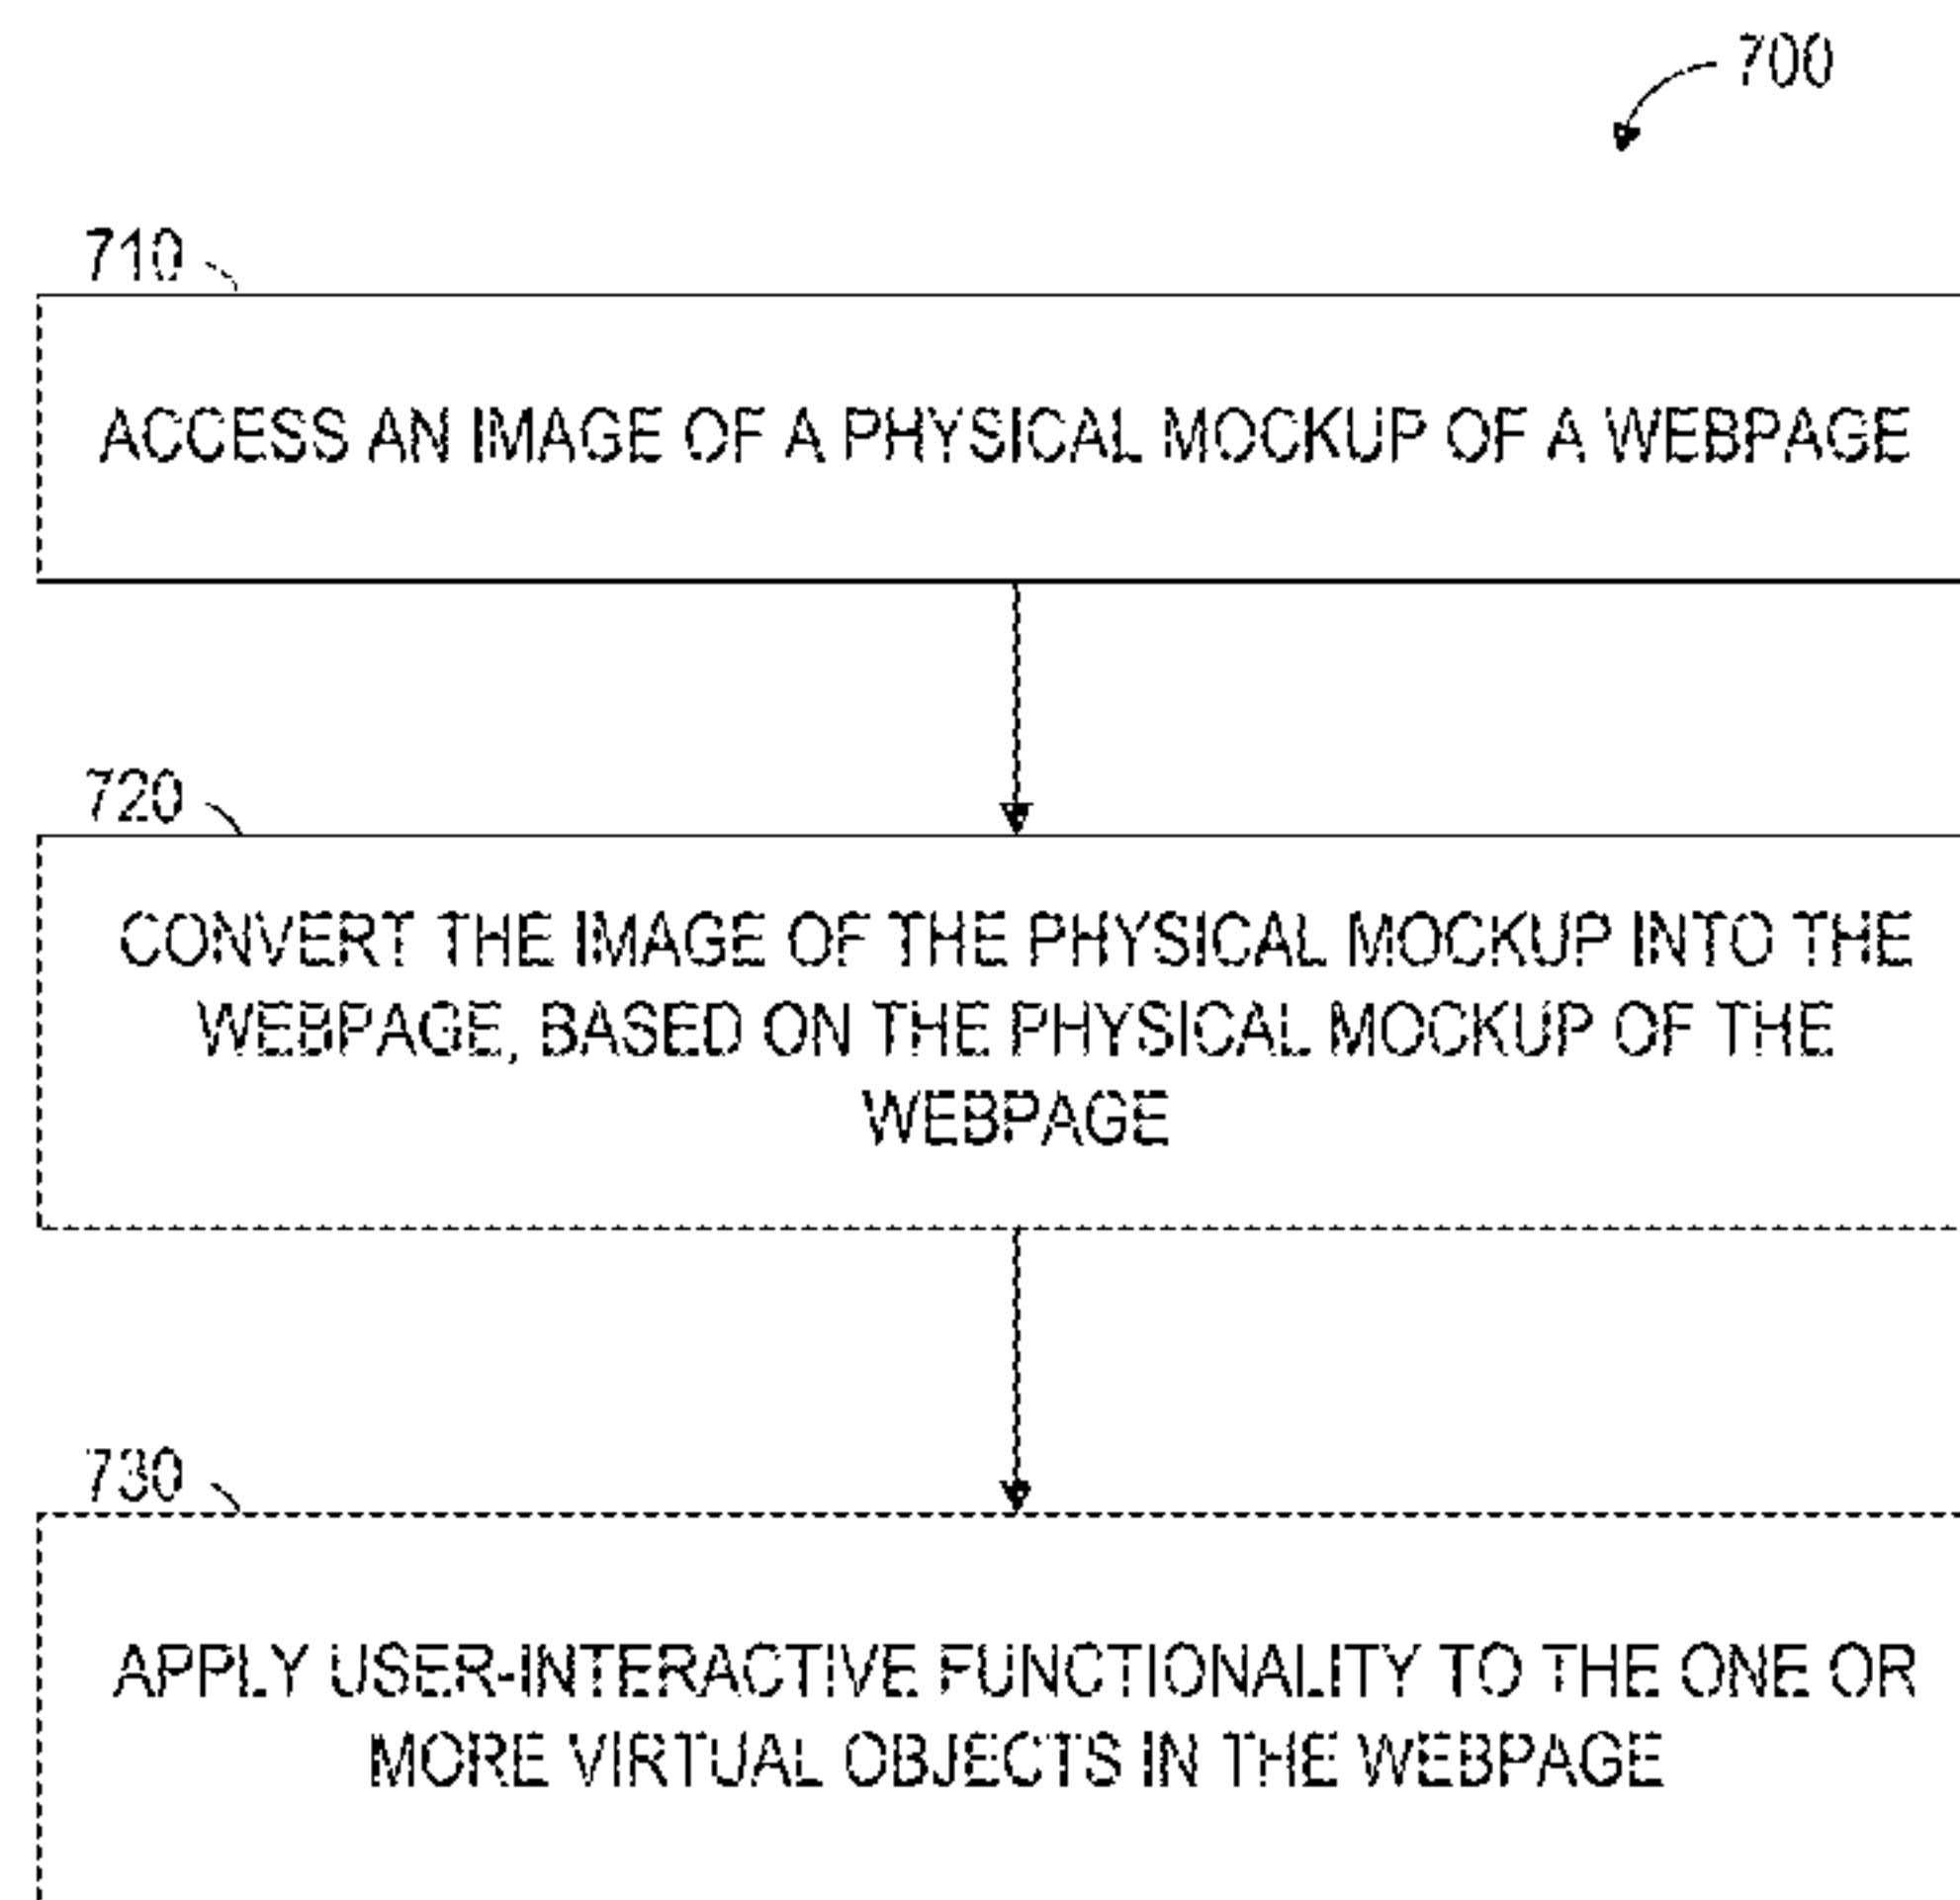 700
710
ACCESS AN IMAGE OF A PHYSICAL MOCKUP OF A WEBPAGE
720
CONVERT THE IMAGE OF THE PHYSICAL MOCKUP INTO THE
WEBPAGE, BASED ON THE PHYSICAL MOCKUP OF THE
WEBPAGE
730
APPLY USER-INTERACTIVE FUNCTIONALITY TO THE ONE OR
MORE VIRTUAL OBJECTS IN THE WEBPAGE